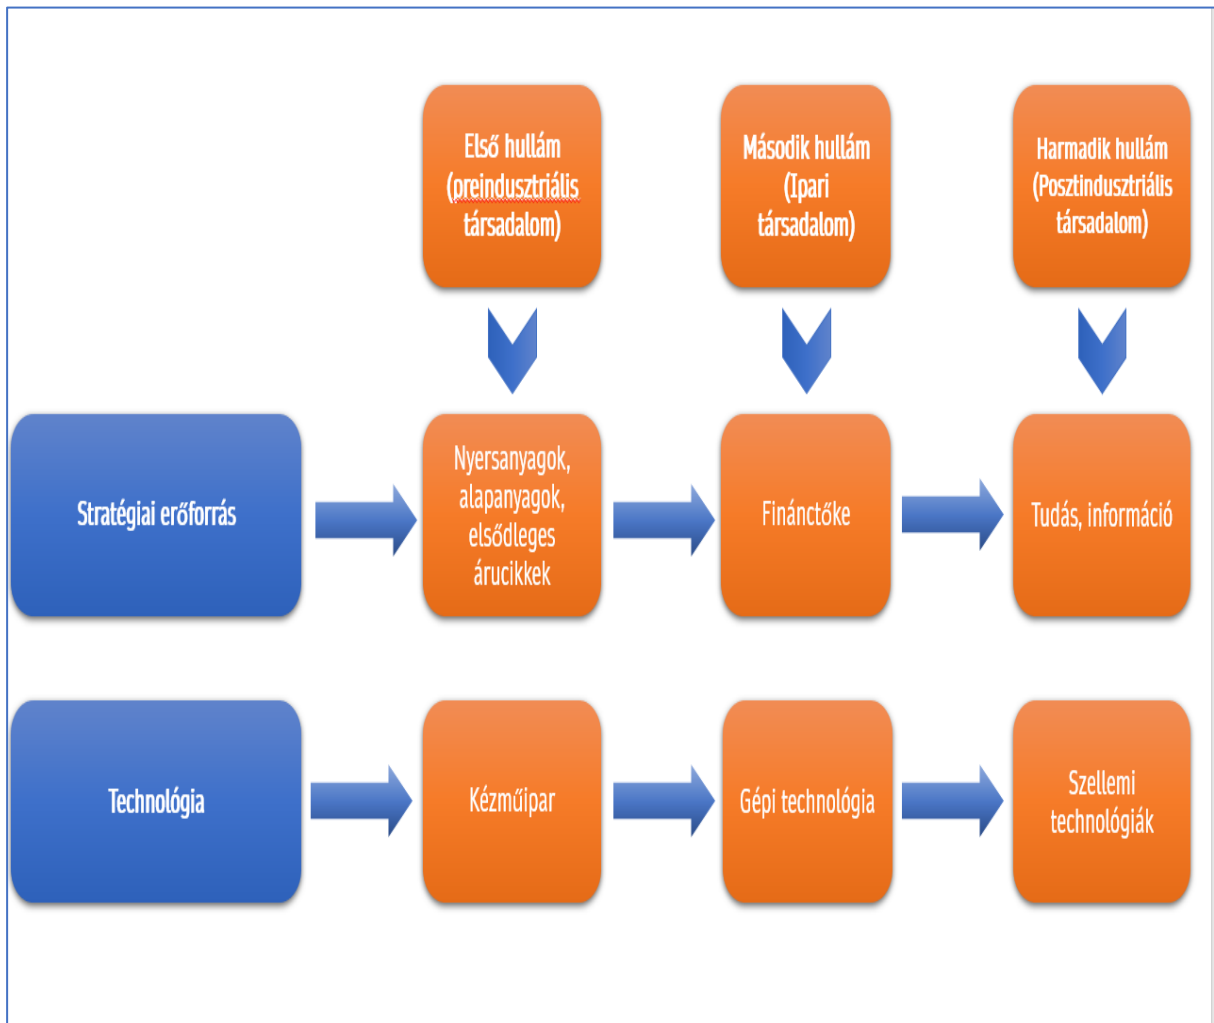 Első hullám
(preindusztriális
társadalom)
Második hullám
(Ipari
társadalom)
Harmadik hullám
(Posztindusztriális
társadalom)
Stratégiai erőforrás
Nyersanyagok,
alapanyagok,
elsődleges
árucikkek
Finánctőke
Tudás, információ
Technológia
Kézműipar
Gépi technológia
Szellemi
technológiák